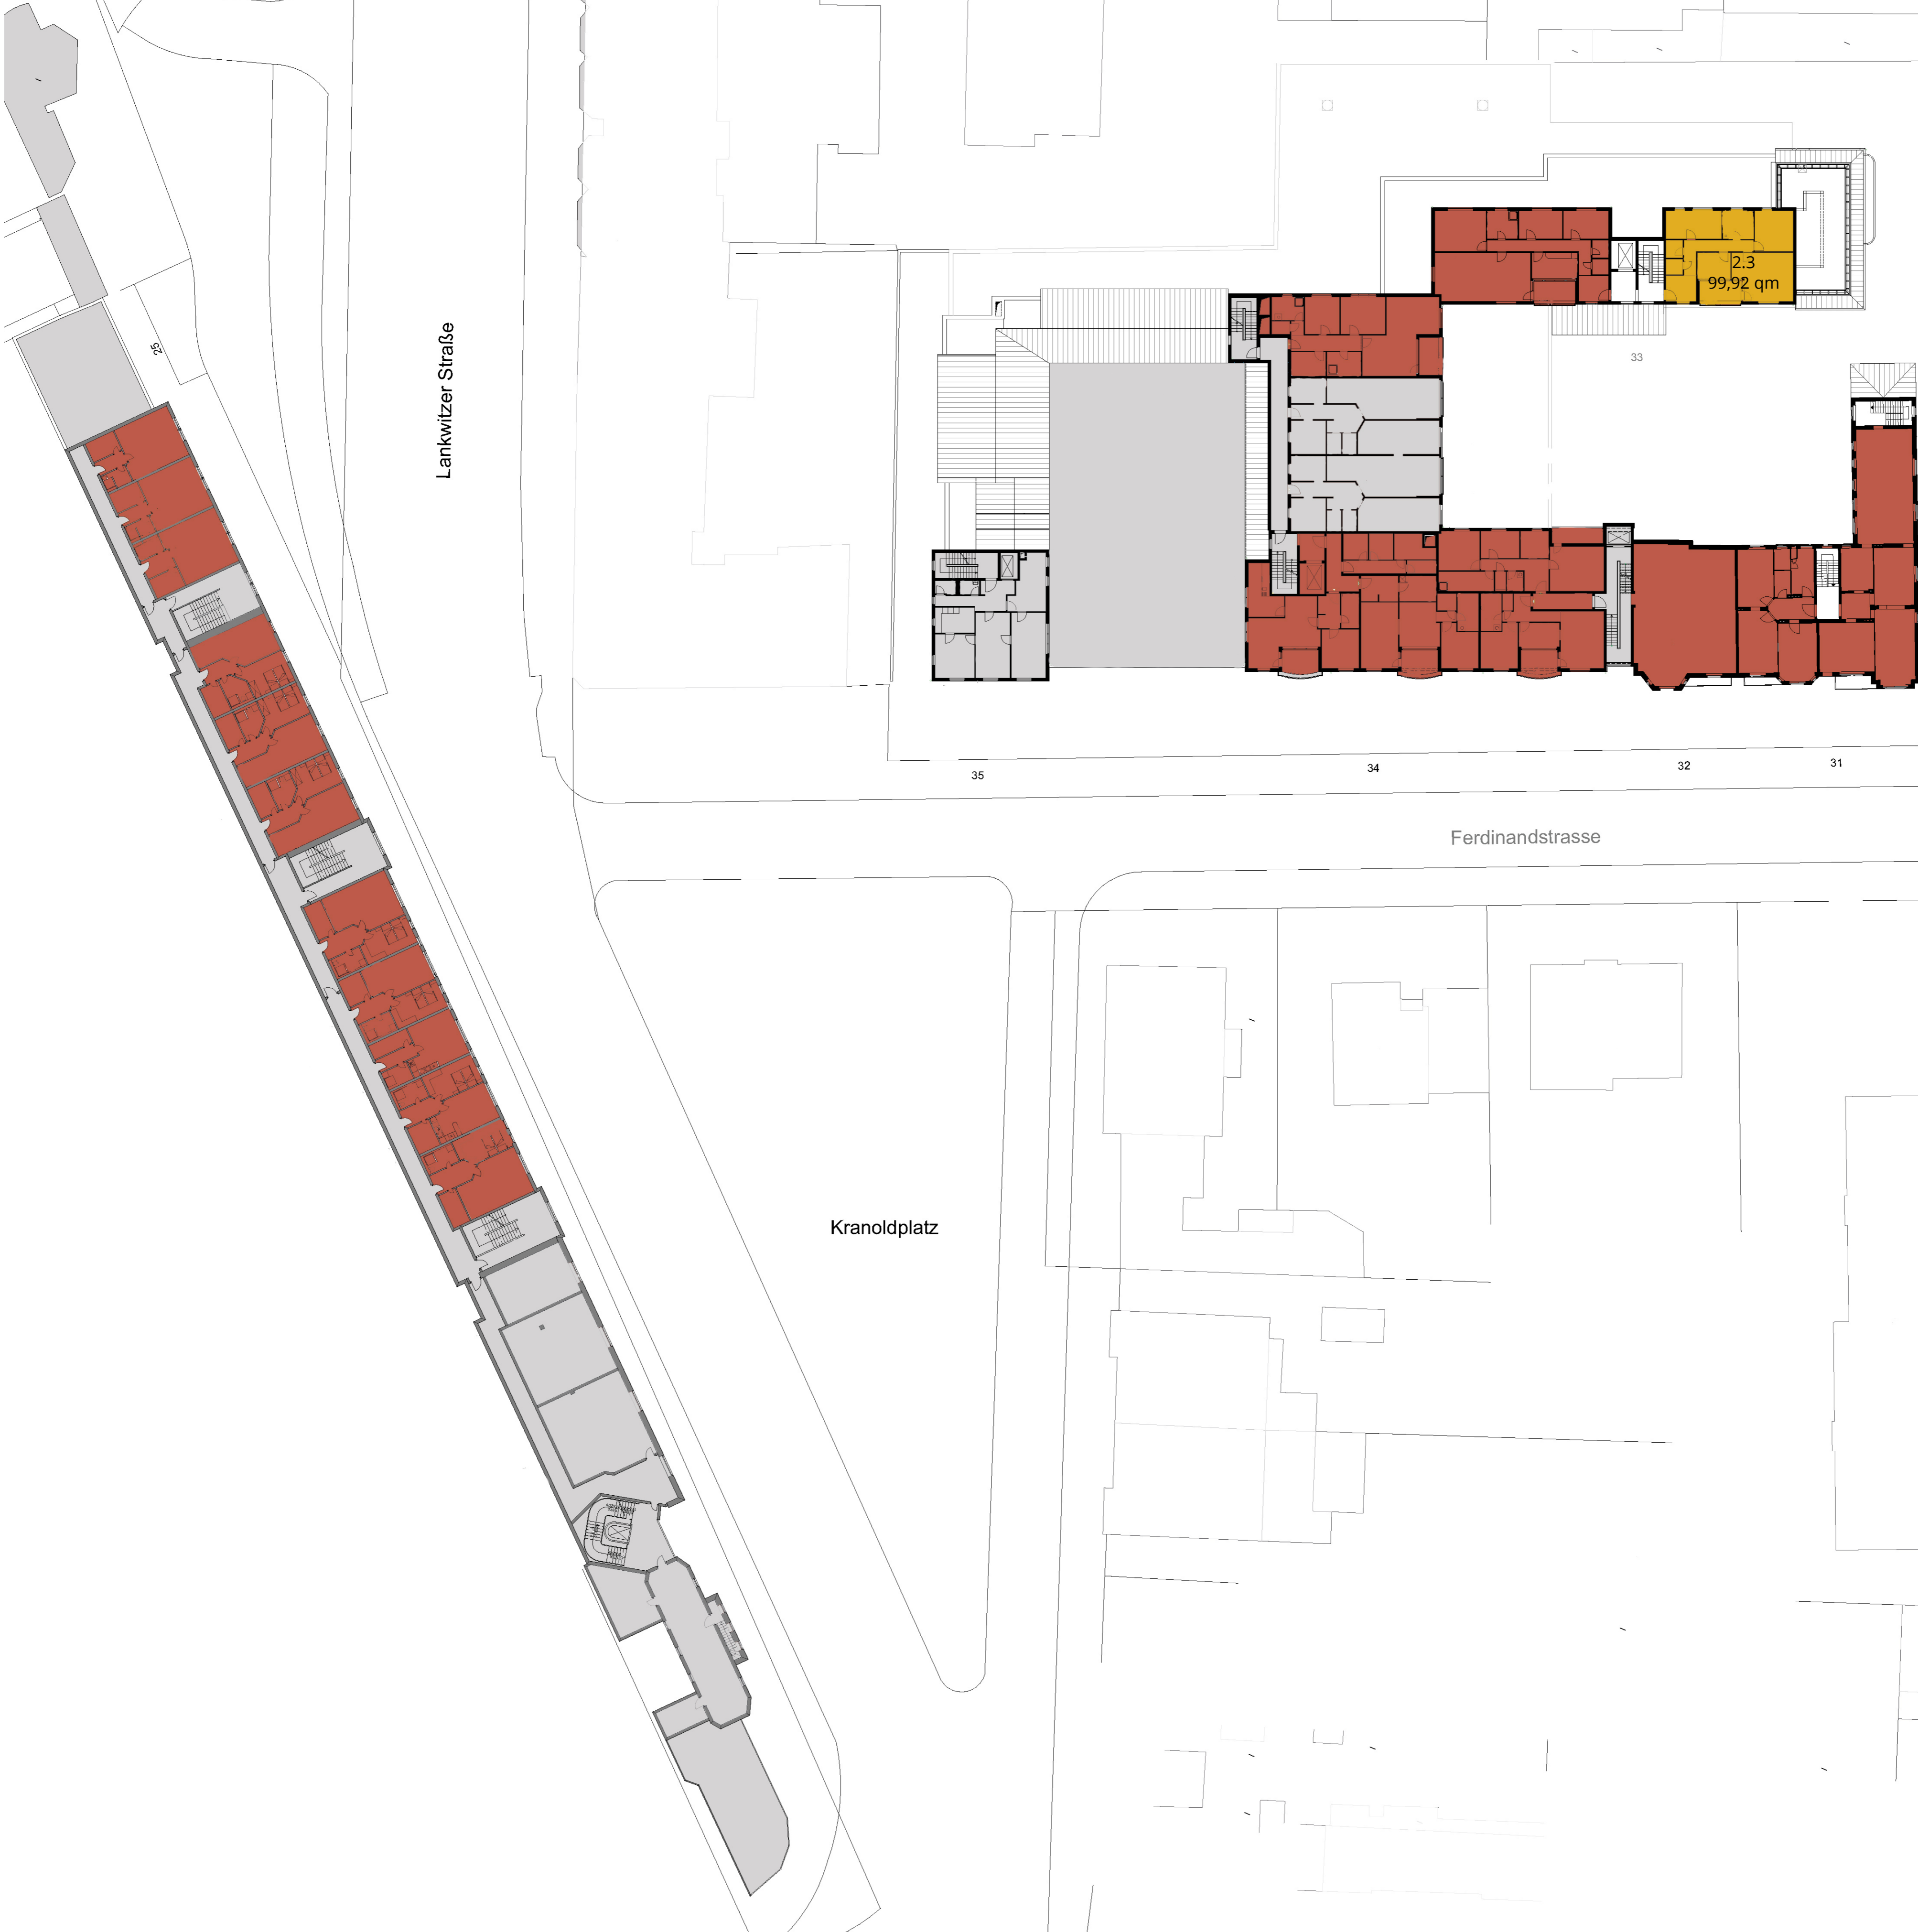 2.3
99,92 qm
33
25
Lankwitzer Straße
35
34
32
31
Ferdinandstrasse
Kranoldplatz